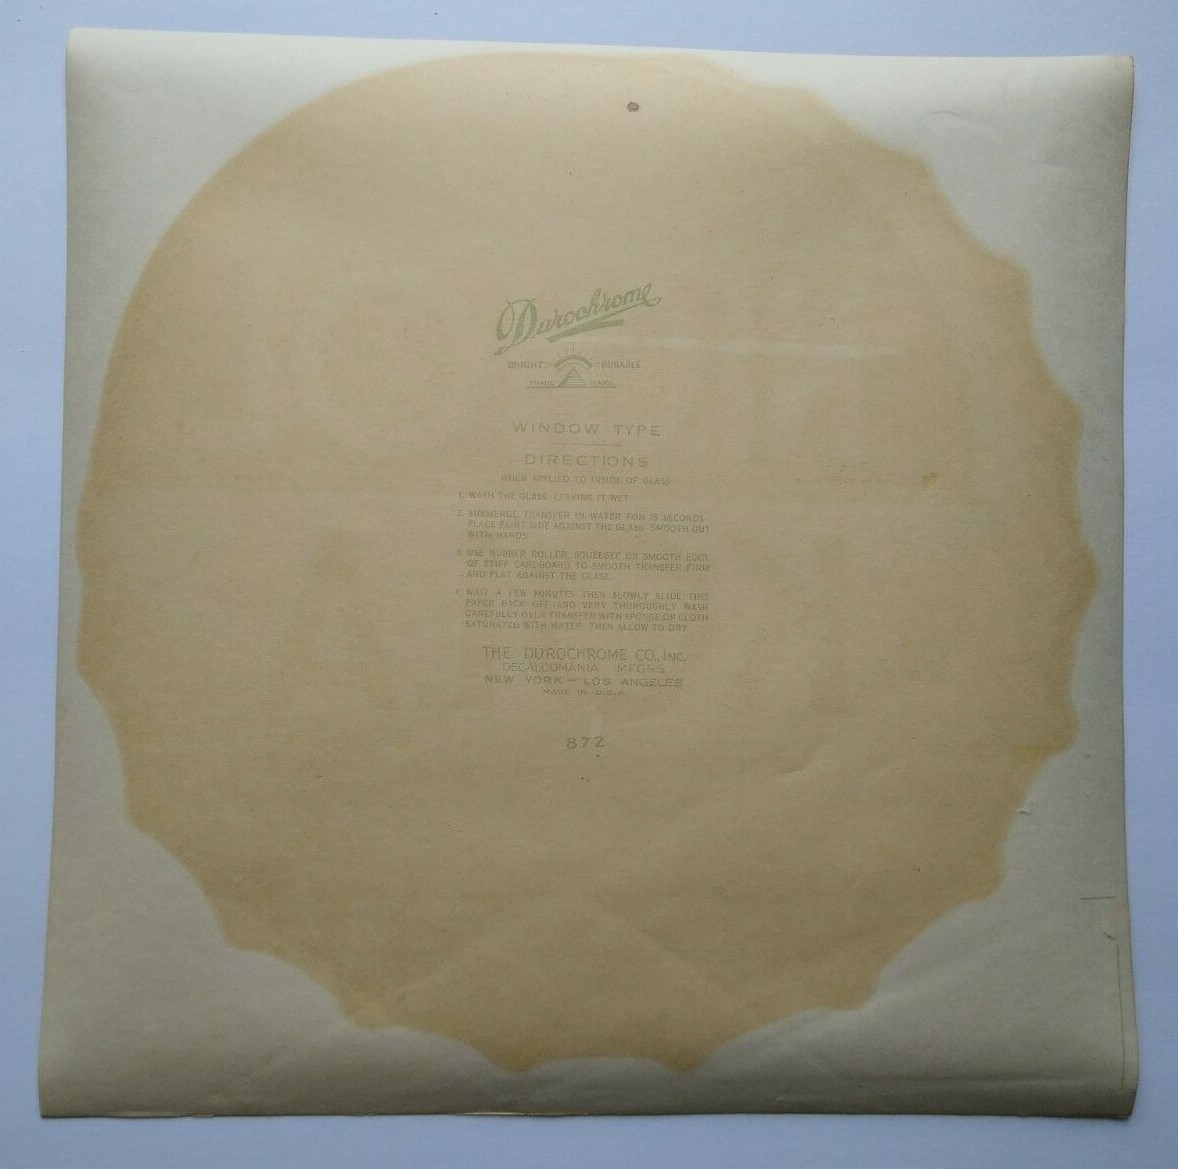 Durochrome
BRIGHT DURABLE
TRADE MARK
WINDOW TYPE
DIRECTIONS
WHEN APPLIED TO INSIDE OF GLASS
1. WASH THE GLASS LEAVING IT WET
2. SUBMERGE TRANSFER IN WATER FOR 15 SECONDS
PLACE PAINT SIDE AGAINST THE GLASS SMOOTH OUT
WITH HANDS
3. USE RUBBER ROLLER, SQUEEGEE OR SMOOTH EDGE
OF STIFF CARDBOARD TO SMOOTH TRANSFER FIRM
AND FLAT AGAINST THE GLASS.
4. WAIT A FEW MINUTES THEN SLOWLY SLIDE THIS
PAPER BACK OFF AND VERY THOROUGHLY WASH
CAREFULLY OVER TRANSFER WITH SPONGE OR CLOTH
SATURATED WITH WATER THEN ALLOW TO DRY
THE DUROCHROME CO., INC.
DECALCOMANIA MFGRS.
NEW YORK - LOS ANGELES
MADE IN U.S.A.
872